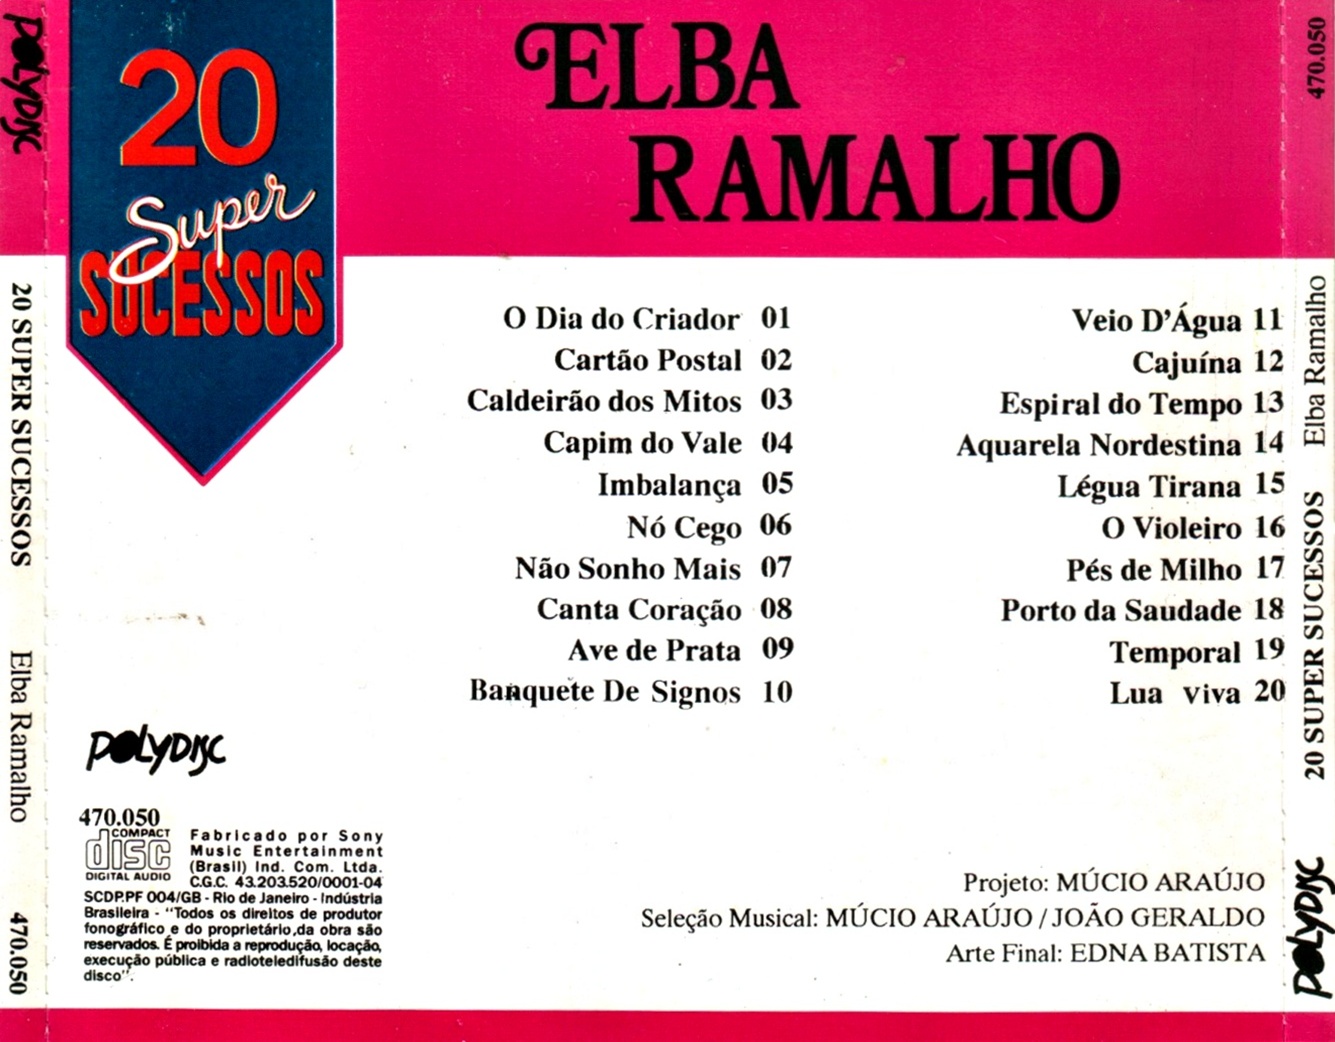 POLYDISC
20 SUPER SUCESSOS
Elba Ramalho
470.050
20
Super
SUCESSOS
ELBA
RAMALHO
O Dia do Criador 01
Cartão Postal 02
Caldeirão dos Mitos 03
Capim do Vale 04
Imbalança 05
Nó Cego 06
Não Sonho Mais 07
Canta Coração 08
Ave de Prata 09
Banquete De Signos 10
Veio D'Água 11
Cajuína 12
Espiral do Tempo 13
Aquarela Nordestina 14
Légua Tirana 15
O Violeiro 16
Pés de Milho 17
Porto da Saudade 18
Temporal 19
Lua viva 20
POLYDISC
470.050
COMPACT
disc
DIGITAL AUDIO
Fabricado por Sony
Music Entertainment
(Brasil) Ind. Com. Ltda.
C.G.C. 43.203.520/0001-04
SCDP.PF 004/GB - Rio de Janeiro - Indústria
Brasileira - "Todos os direitos de produtor
fonográfico e do proprietário,da obra são
reservados. É proibida a reprodução, locação,
execução pública e radioteledifusão deste
disco".
Projeto: MÚCIO ARAÚJO
Seleção Musical: MÚCIO ARAÚJO / JOÃO GERALDO
Arte Final: EDNA BATISTA
470.050
Elba Ramalho
20 SUPER SUCESSOS
POLYDISC